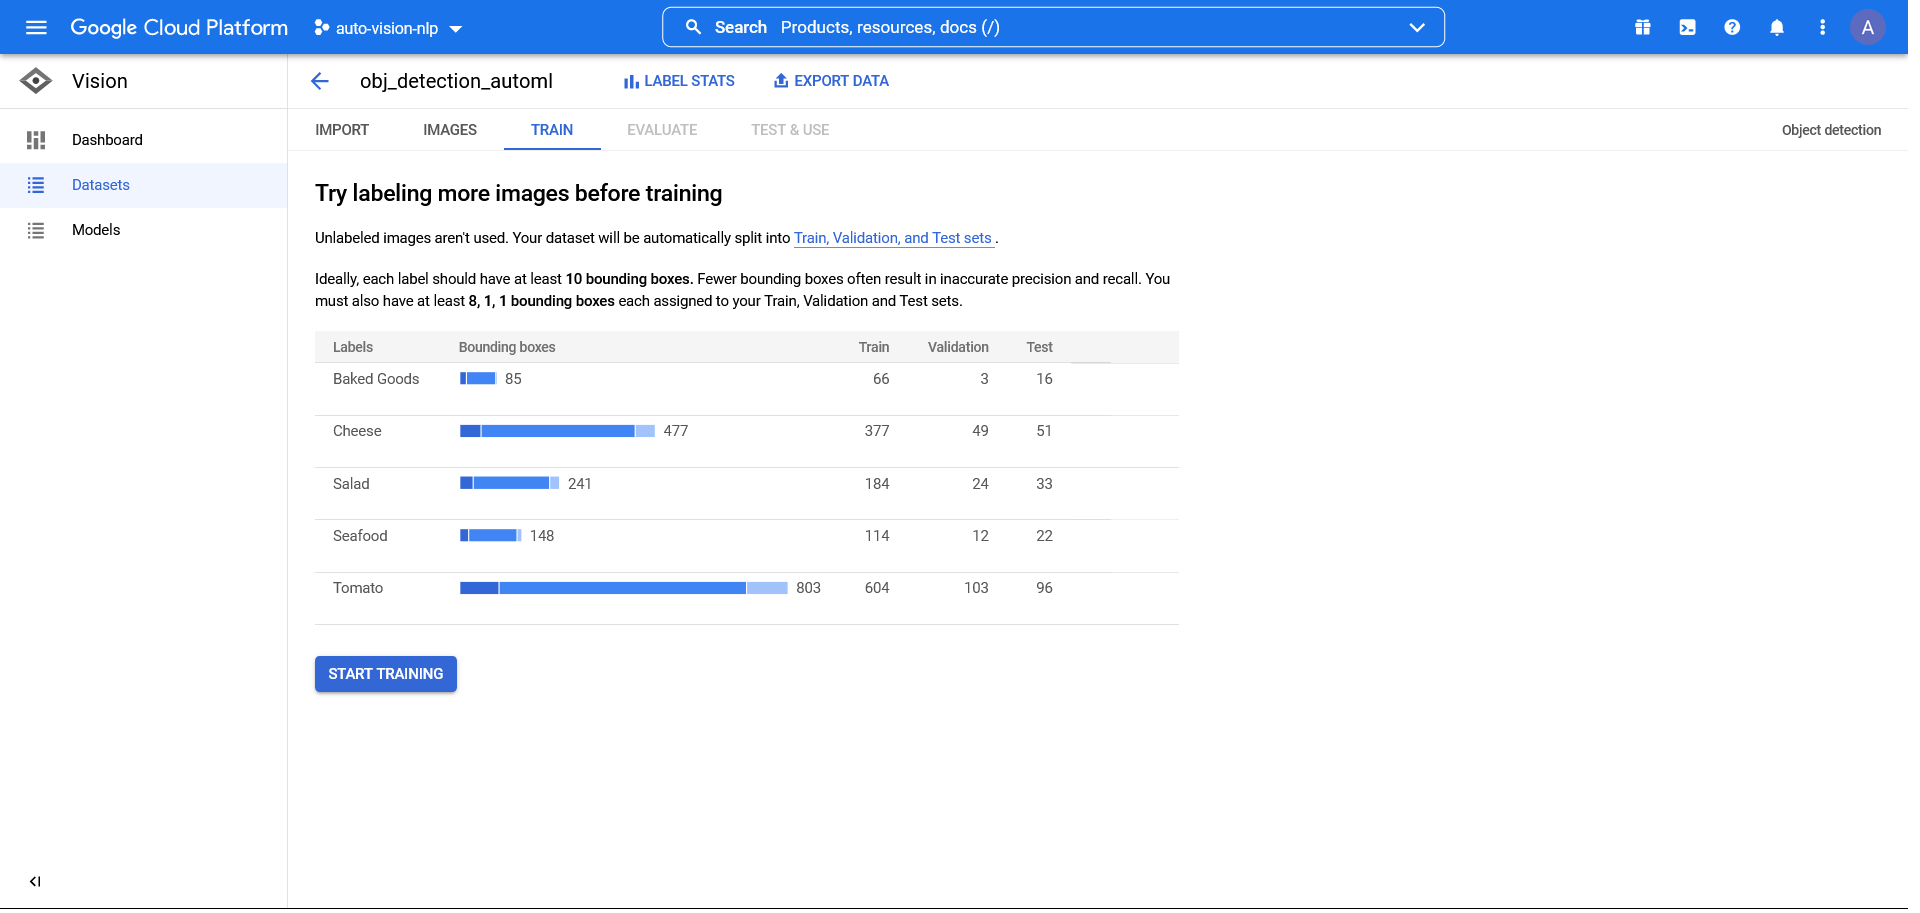 Google Cloud Platform auto-vision-nlp Search Products, resources, docs (/) A
Vision
obj_detection_automl LABEL STATS EXPORT DATA
IMPORT IMAGES TRAIN EVALUATE TEST & USE Object detection
Dashboard
Datasets
Models
Try labeling more images before training
Unlabeled images aren't used. Your dataset will be automatically split into Train, Validation, and Test sets .
Ideally, each label should have at least 10 bounding boxes. Fewer bounding boxes often result in inaccurate precision and recall. You
must also have at least 8, 1, 1 bounding boxes each assigned to your Train, Validation and Test sets.
Labels Bounding boxes Train Validation Test
Baked Goods 85 66 3 16
Cheese 477 377 49 51
Salad 241 184 24 33
Seafood 148 114 12 22
Tomato 803 604 103 96
START TRAINING